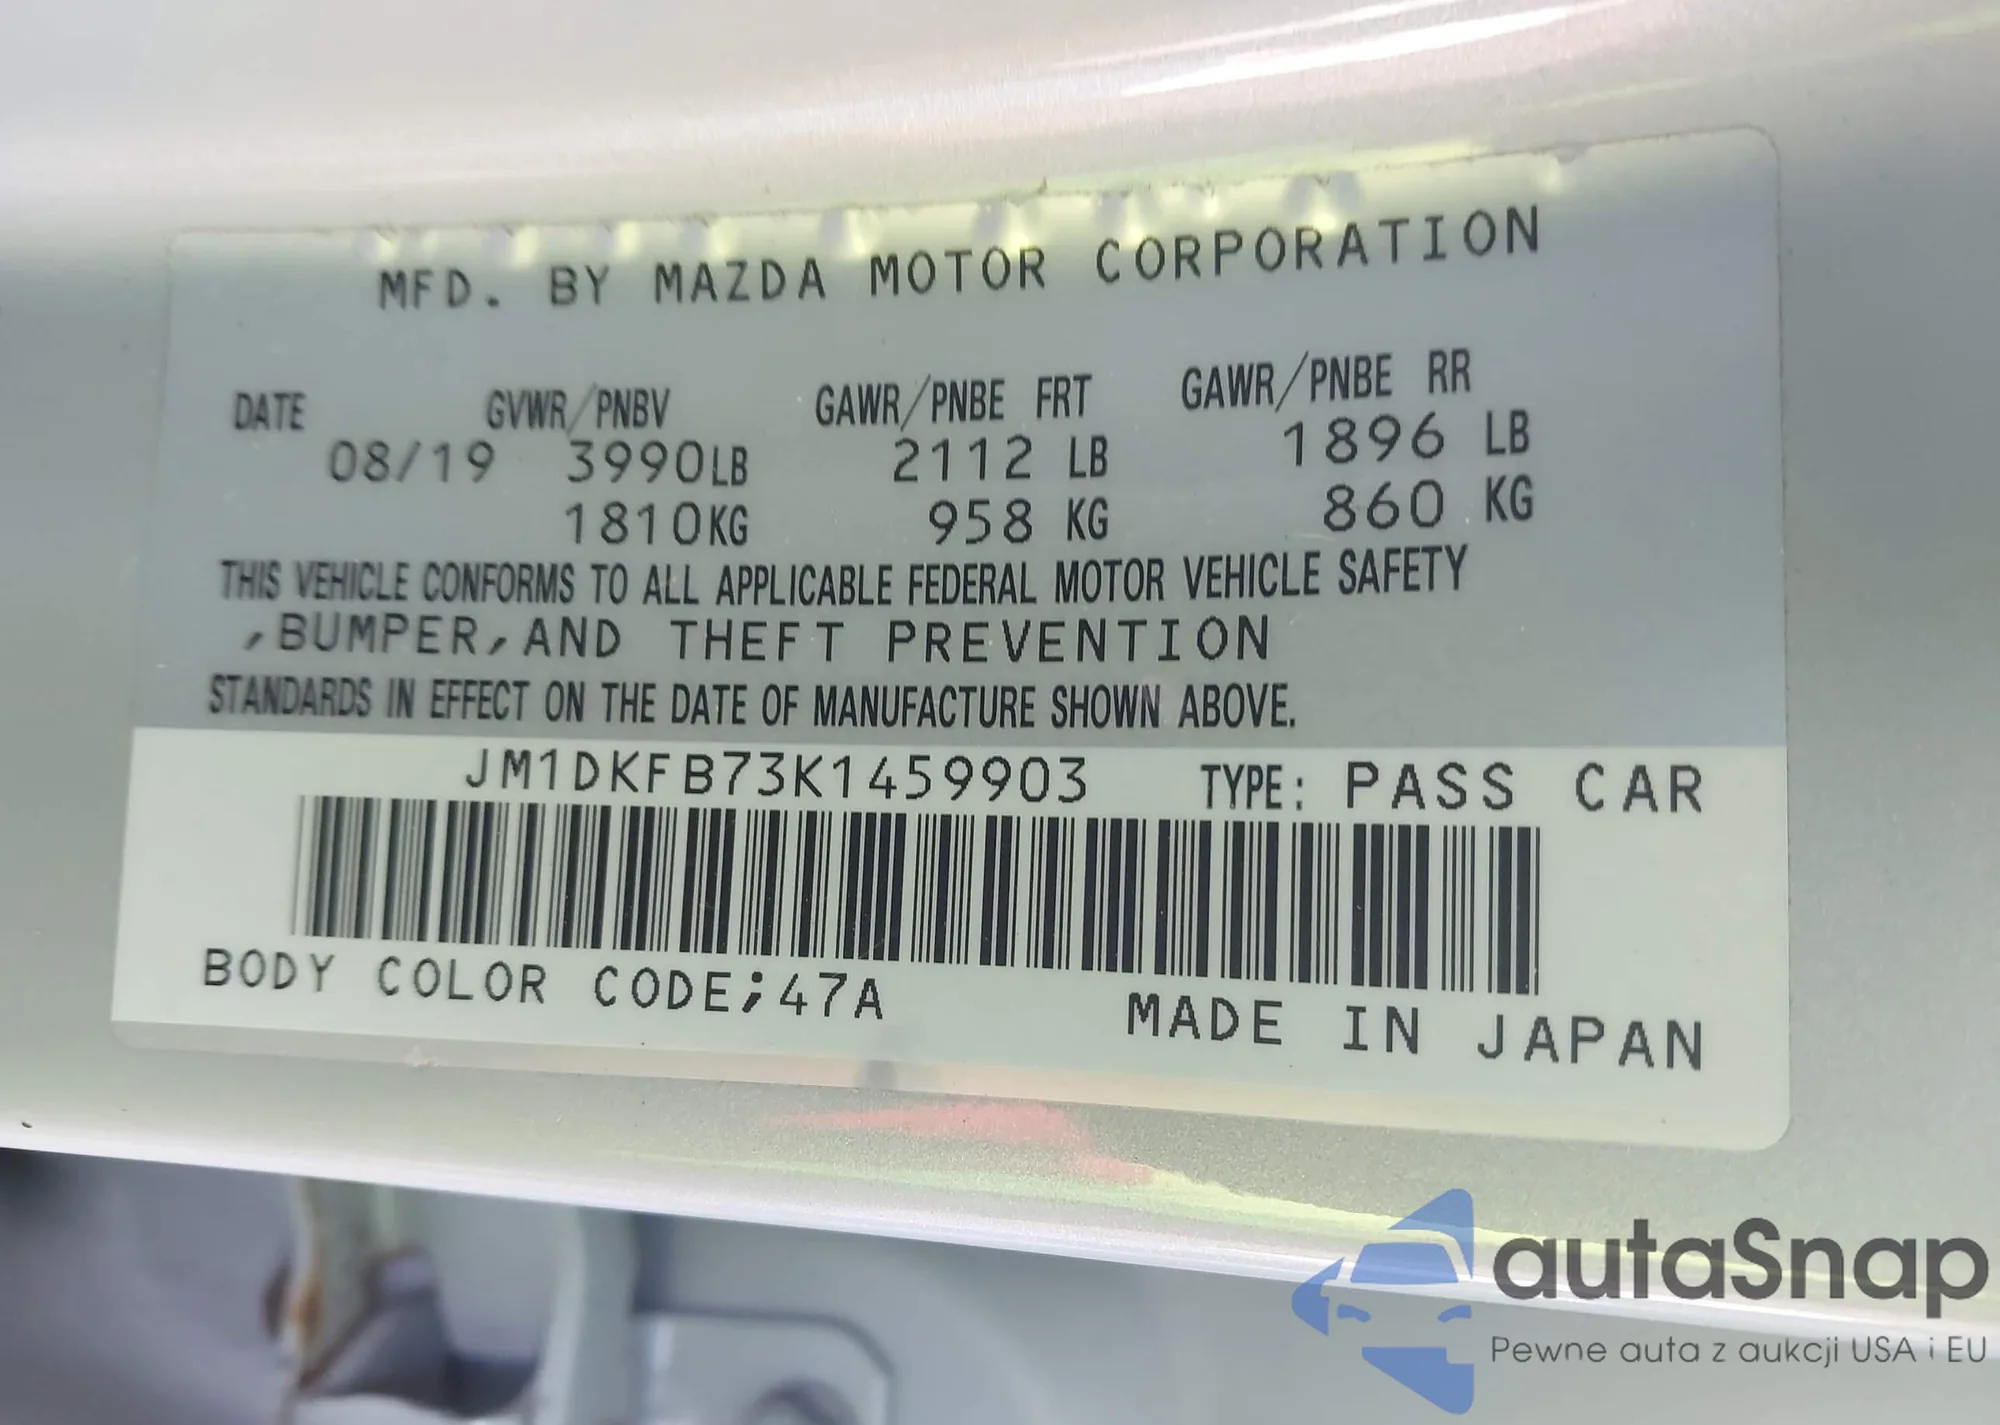 MFD. BY MAZDA MOTOR CORPORATION
DATE GVWR/PNBV GAWR/PNBE FRT GAWR/PNBE RR
08/19 3990LB 2112 LB 1896 LB
1810KG 958 KG 860 KG
THIS VEHICLE CONFORMS TO ALL APPLICABLE FEDERAL MOTOR VEHICLE SAFETY
,BUMPER,AND THEFT PREVENTION
STANDARDS IN EFFECT ON THE DATE OF MANUFACTURE SHOWN ABOVE.
JM1DKFB73K1459903 TYPE: PASS CAR
BODY COLOR CODE;47A MADE IN JAPAN
autaSnap
Pewne auta z aukcji USA i EU